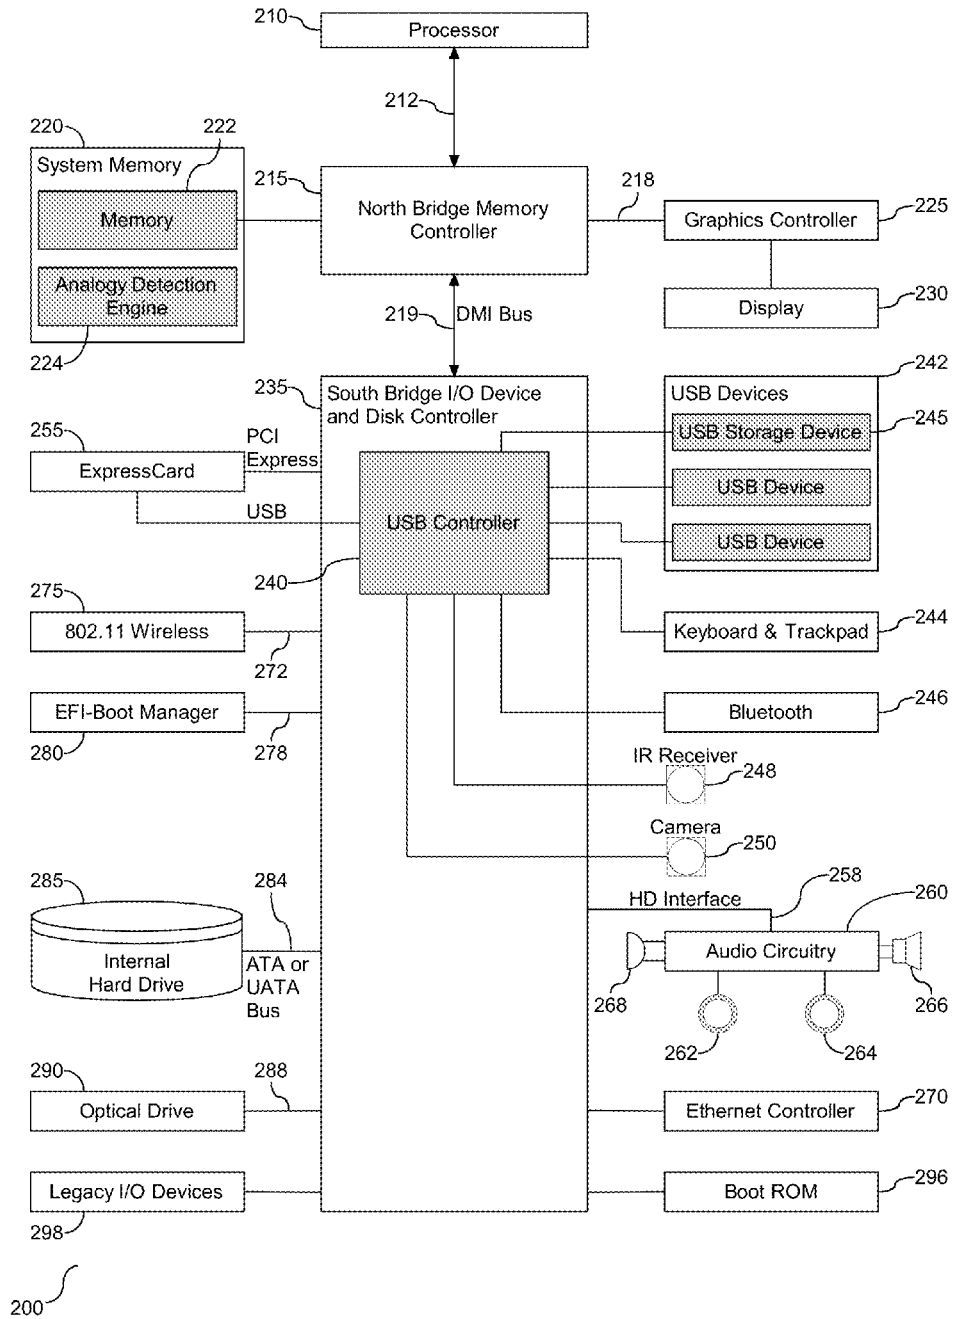 210
Processor
212
220
222
System Memory
215
218
Memory
North Bridge Memory
Controller
Graphics Controller
225
Analogy Detection
Engine
224
219
DMI Bus
Display
230
235
South Bridge I/O Device
and Disk Controller
242
USB Devices
245
USB Storage Device
255
PCI
Express
ExpressCard
USB
USB Controller
USB Device
USB Device
240
275
802.11 Wireless
272
Keyboard & Trackpad
244
EFI-Boot Manager
280
278
Bluetooth
246
IR Receiver
248
Camera
250
285
284
258
260
HD Interface
Internal
Hard Drive
ATA or
UATA
Bus
Audio Circuitry
268
266
262
264
290
288
Optical Drive
Ethernet Controller
270
Legacy I/O Devices
298
Boot ROM
296
200